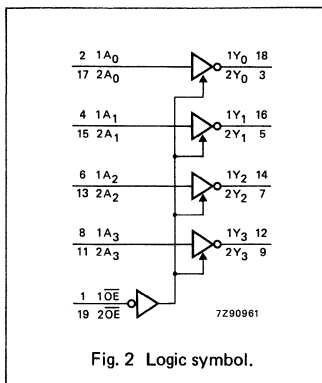 2 1A₀ 1Y₀ 18
17 2A₀ 2Y₀ 3
4 1A₁ 1Y₁ 16
15 2A₁ 2Y₁ 5
6 1A₂ 1Y₂ 14
13 2A₂ 2Y₂ 7
8 1A₃ 1Y₃ 12
11 2A₃ 2Y₃ 9
1 1O̅E̅
19 2O̅E̅
7Z90961
Fig. 2 Logic symbol.